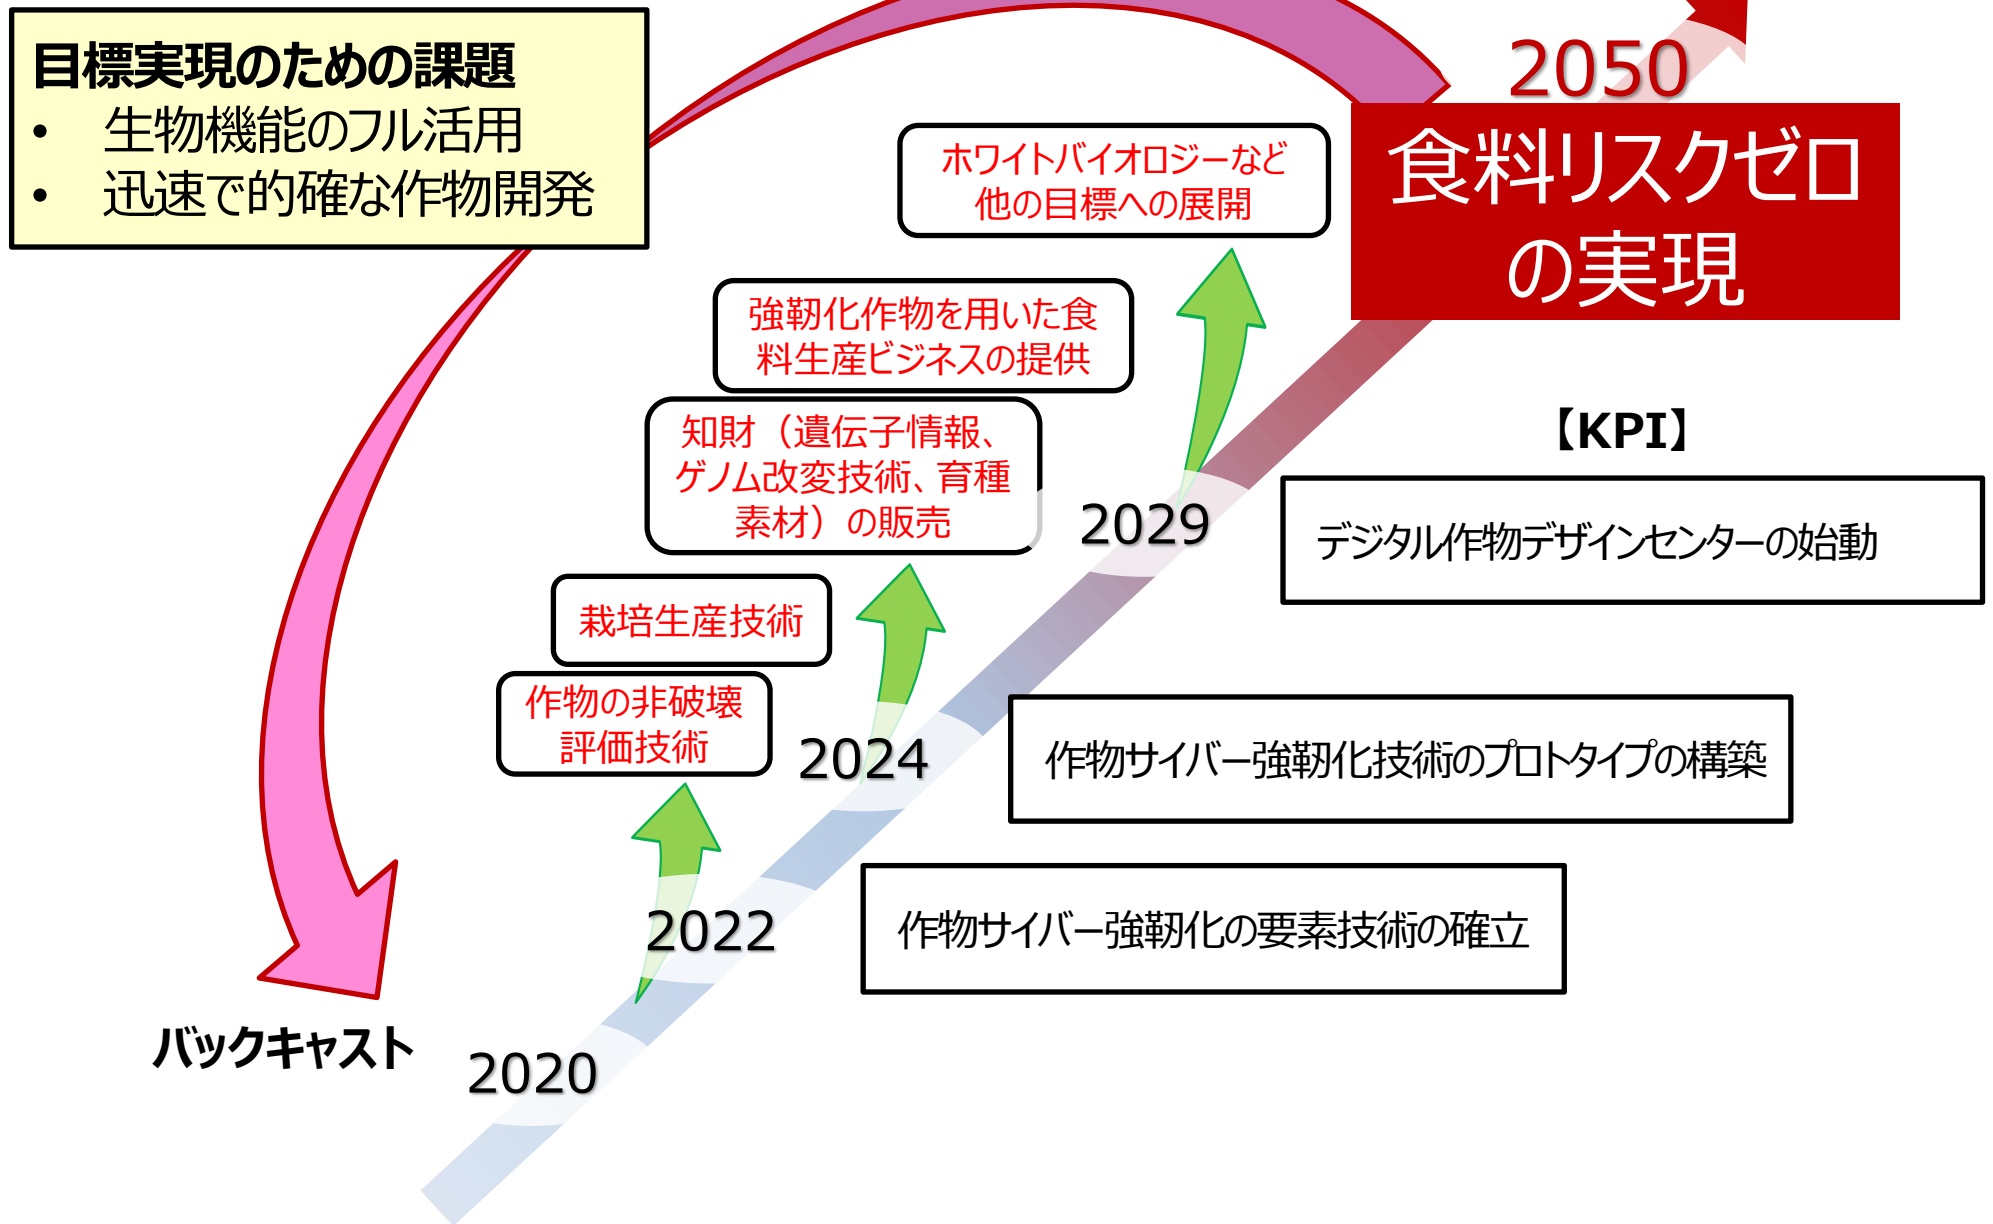 目標実現のための課題
• 生物機能のフル活用
• 迅速で的確な作物開発
2050
食料リスクゼロ
の実現
ホワイトバイオロジーなど
他の目標への展開
強靭化作物を用いた食
料生産ビジネスの提供
知財（遺伝子情報、
ゲノム改変技術、育種
素材）の販売
2029
【KPI】
デジタル作物デザインセンターの始動
栽培生産技術
作物の非破壊
評価技術
2024
作物サイバー強靭化技術のプロトタイプの構築
2022
作物サイバー強靭化の要素技術の確立
バックキャスト
2020